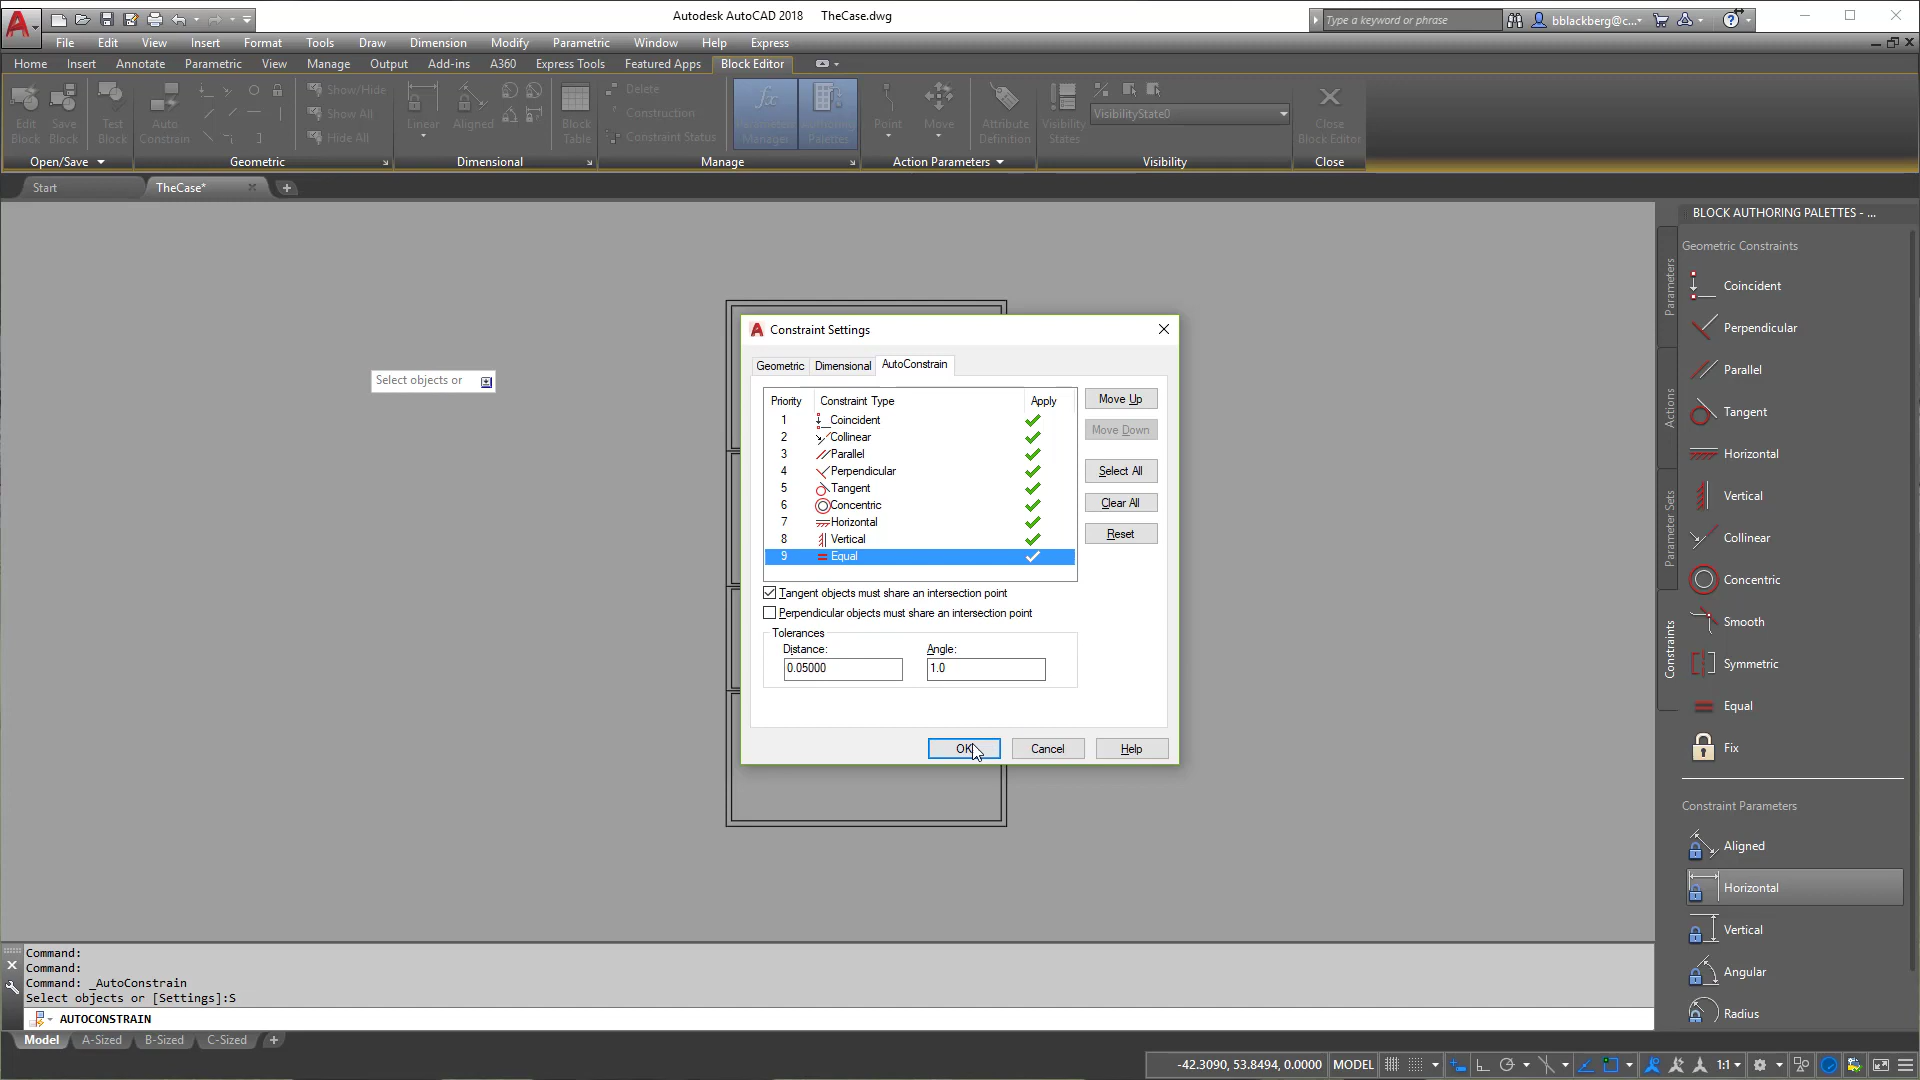 Autodesk AutoCAD 2018 TheCase.dwg
Type a keyword or phrase
bblackberg@c...
File Edit View Insert Format Tools Draw Dimension Modify Parametric Window Help Express
Home Insert Annotate Parametric View Manage Output Add-ins A360 Express Tools Featured Apps Block Editor
Edit Block
Save Block
Test Block
Auto Constrain
Show/Hide
Show All
Hide All
Linear
Aligned
Block Table
Delete
Construction
Constraint Status
fx
Parameters Manager
Authoring Palettes
Point
Move
Attribute Definition
Visibility States
VisibilityState0
Close Block Editor
Open/Save Geometric Dimensional Manage Action Parameters Visibility Close
Start TheCase*
Select objects or
Constraint Settings
Geometric Dimensional AutoConstrain
Priority Constraint Type Apply
1 Coincident
2 Collinear
3 Parallel
4 Perpendicular
5 Tangent
6 Concentric
7 Horizontal
8 Vertical
9 Equal
Move Up
Move Down
Select All
Clear All
Reset
Tangent objects must share an intersection point
Perpendicular objects must share an intersection point
Tolerances
Distance: Angle:
0.05000 1.0
OK Cancel Help
BLOCK AUTHORING PALETTES - ...
Parameters
Actions
Parameter Sets
Constraints
Geometric Constraints
Coincident
Perpendicular
Parallel
Tangent
Horizontal
Vertical
Collinear
Concentric
Smooth
Symmetric
Equal
Fix
Constraint Parameters
Aligned
Horizontal
Vertical
Angular
Radius
Command:
Command:
Command: _AutoConstrain
Select objects or [Settings]:S
AUTOCONSTRAIN
Model A-Sized B-Sized C-Sized
-42.3090, 53.8494, 0.0000 MODEL 1:1